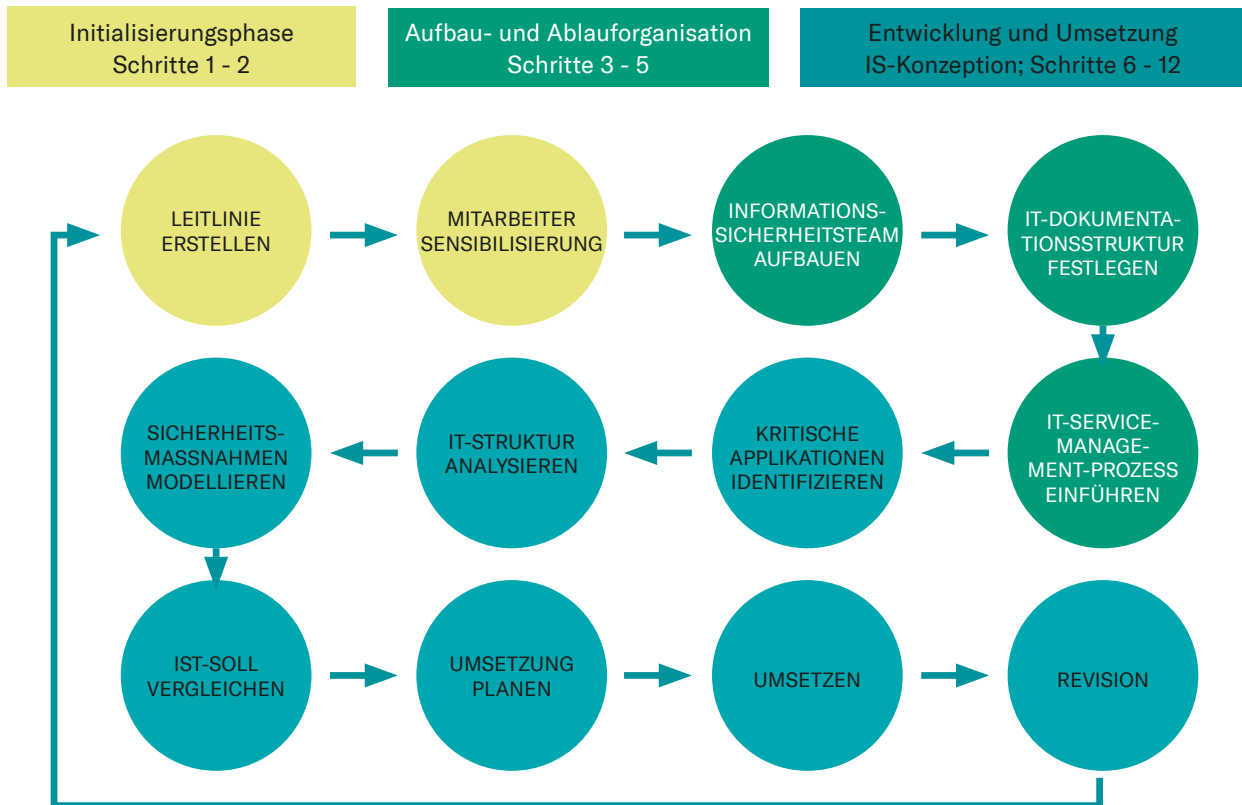 Initialisierungsphase
Schritte 1 - 2
Aufbau- und Ablauforganisation
Schritte 3 - 5
Entwicklung und Umsetzung
IS-Konzeption; Schritte 6 - 12
LEITLINIE
ERSTELLEN
MITARBEITER
SENSIBILISIERUNG
INFORMATIONS-
SICHERHEITSTEAM
AUFBAUEN
IT-DOKUMENTA-
TIONSSTRUKTUR
FESTLEGEN
SICHERHEITS-
MASSNAHMEN
MODELLIEREN
IT-STRUKTUR
ANALYSIEREN
KRITISCHE
APPLIKATIONEN
IDENTIFIZIEREN
IT-SERVICE-
MANAGE-
MENT-PROZESS
EINFÜHREN
IST-SOLL
VERGLEICHEN
UMSETZUNG
PLANEN
UMSETZEN
REVISION